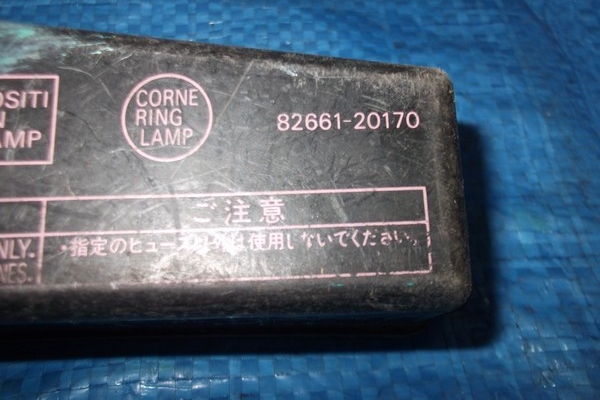 OSITI
N
AMP
CORNE
RING
LAMP
82661-20170
ご注意
NLY.
NES.
・指定のヒューズ以外は使用しないでください。